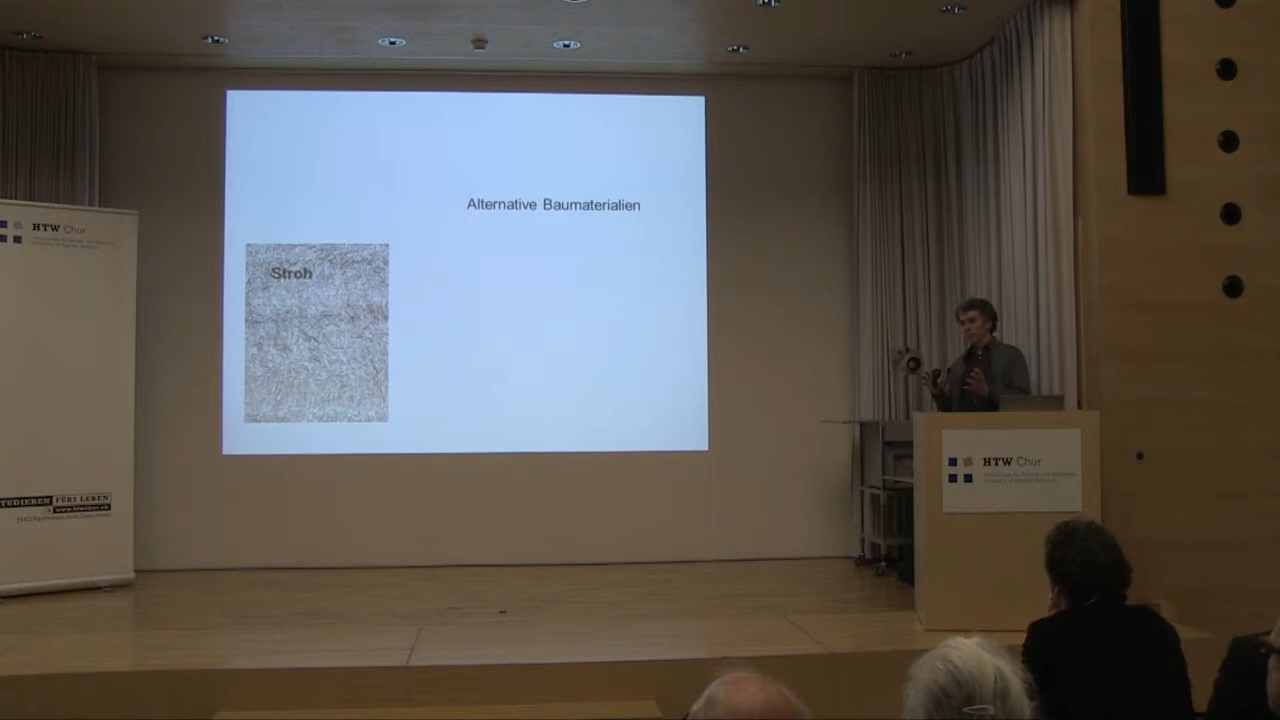 Alternative Baumaterialien
Stroh
HTW Chur
STUDIEREN FÜRS LEBEN
HTW Chur